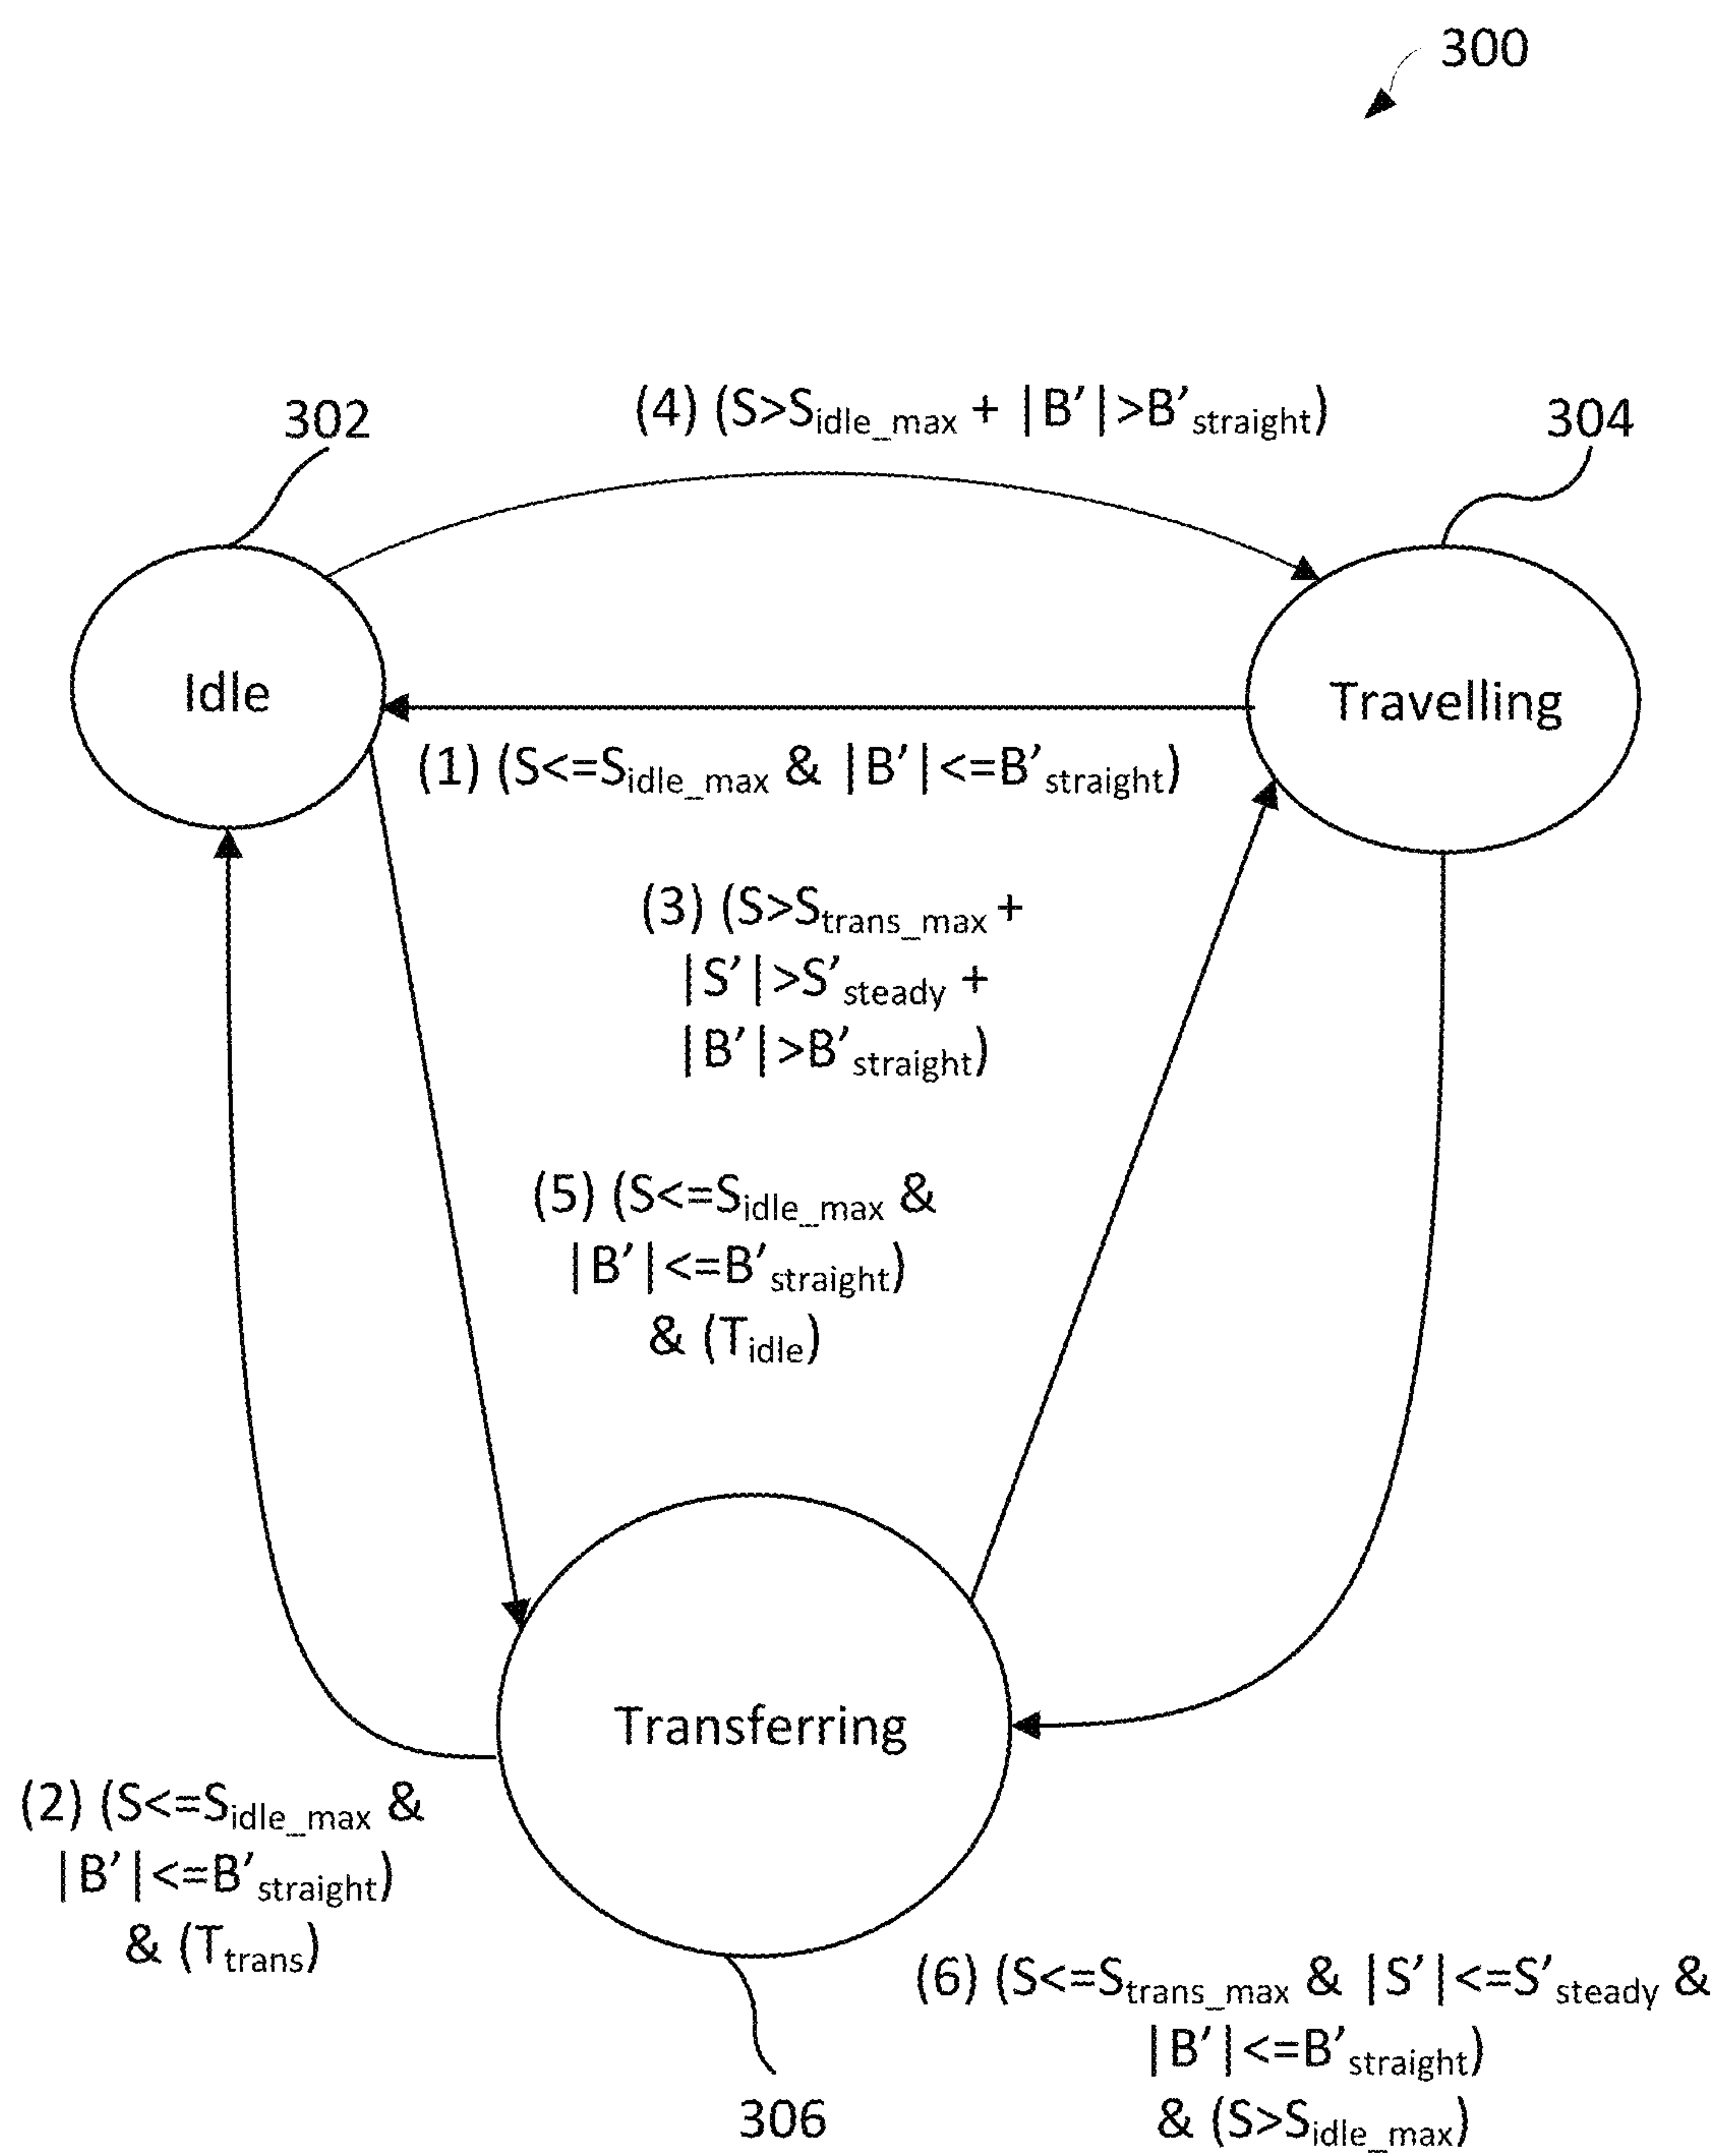 300
(4) (S>Sidle_max + |B'|>B'straight)
302
304
Idle
Travelling
(1) (S<=Sidle_max & |B'|<=B'straight)
(3) (S>Strans_max +
|S'|>S'steady +
|B'|>B'straight)
(5) (S<=Sidle_max &
|B'|<=B'straight)
& (Tidle)
Transferring
(2) (S<=Sidle_max &
|B'|<=B'straight)
& (Ttrans)
(6) (S<=Strans_max & |S'|<=S'steady &
|B'|<=B'straight)
& (S>Sidle_max)
306